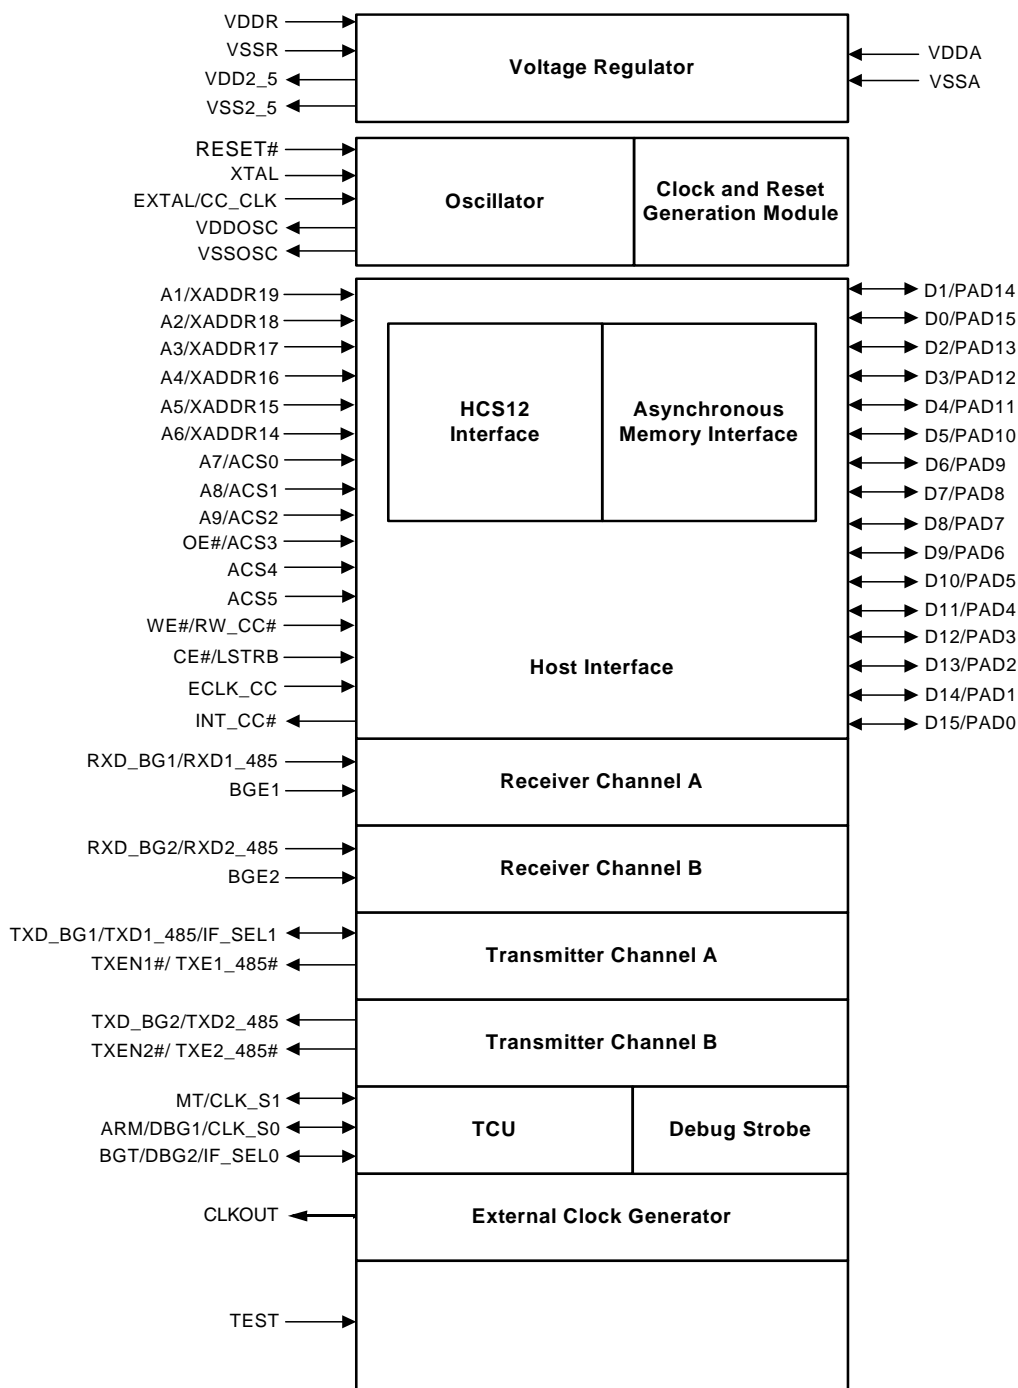 VDDR
VSSR
VDD2_5
VSS2_5
Voltage Regulator
VDDA
VSSA
RESET#
XTAL
EXTAL/CC_CLK
VDDOSC
VSSOSC
Oscillator
Clock and Reset
Generation Module
A1/XADDR19
A2/XADDR18
A3/XADDR17
A4/XADDR16
A5/XADDR15
A6/XADDR14
A7/ACS0
A8/ACS1
A9/ACS2
OE#/ACS3
ACS4
ACS5
WE#/RW_CC#
CE#/LSTRB
ECLK_CC
INT_CC#
HCS12
Interface
Asynchronous
Memory Interface
Host Interface
D1/PAD14
D0/PAD15
D2/PAD13
D3/PAD12
D4/PAD11
D5/PAD10
D6/PAD9
D7/PAD8
D8/PAD7
D9/PAD6
D10/PAD5
D11/PAD4
D12/PAD3
D13/PAD2
D14/PAD1
D15/PAD0
RXD_BG1/RXD1_485
BGE1
Receiver Channel A
RXD_BG2/RXD2_485
BGE2
Receiver Channel B
TXD_BG1/TXD1_485/IF_SEL1
TXEN1#/ TXE1_485#
Transmitter Channel A
TXD_BG2/TXD2_485
TXEN2#/ TXE2_485#
Transmitter Channel B
MT/CLK_S1
ARM/DBG1/CLK_S0
BGT/DBG2/IF_SEL0
TCU
Debug Strobe
CLKOUT
External Clock Generator
TEST